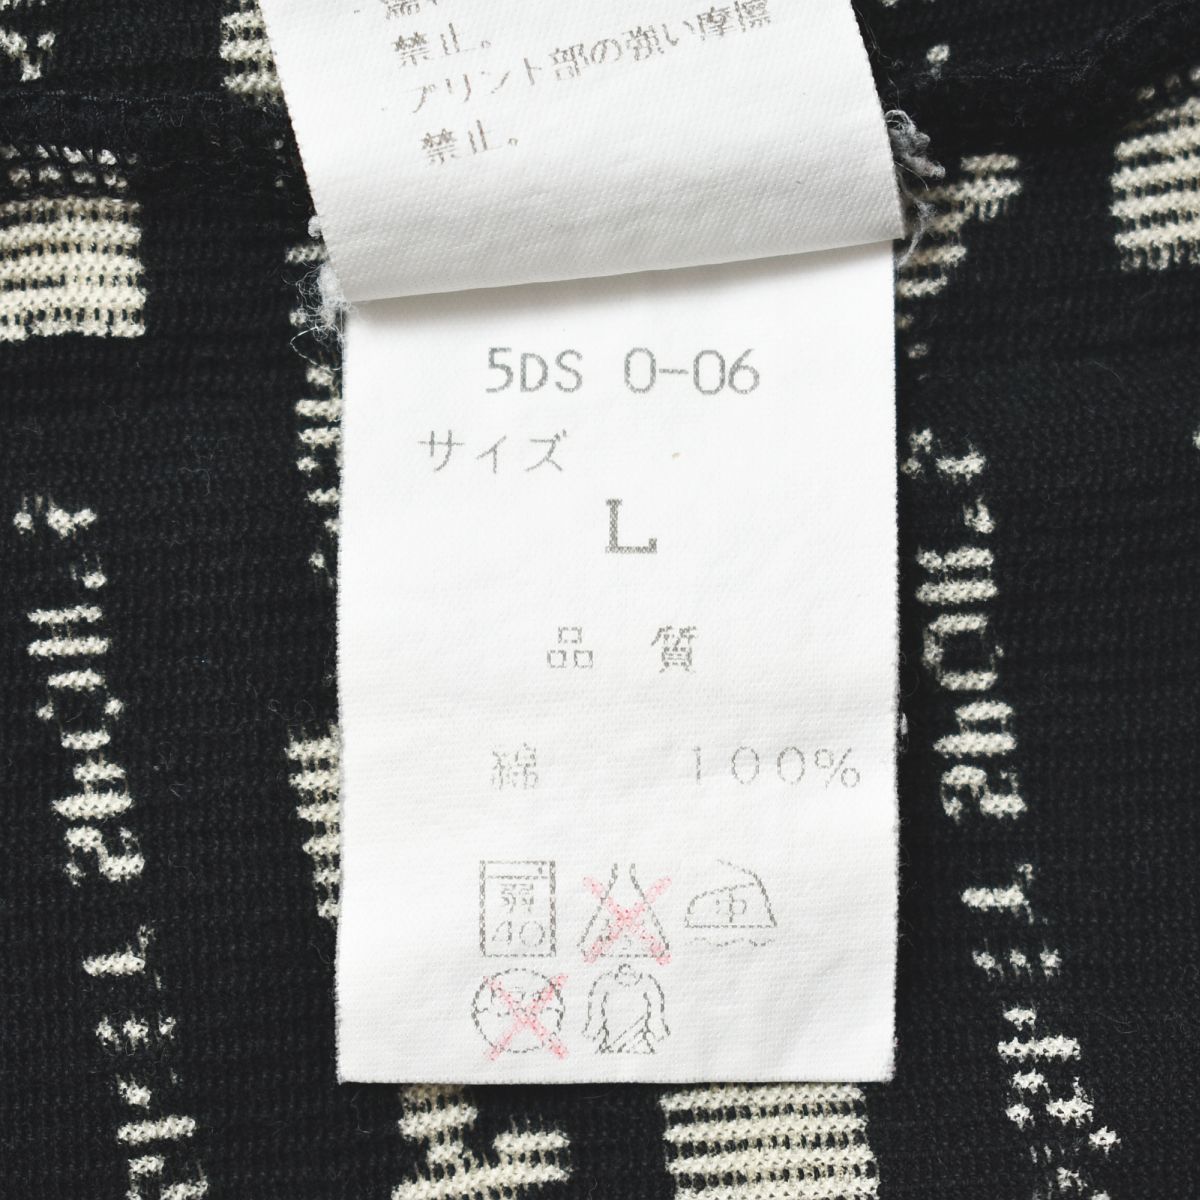 禁止。
プリント部の強い摩擦
禁止。
5DS 0-06
サイズ
L
品 質
綿 100%
弱
40
中